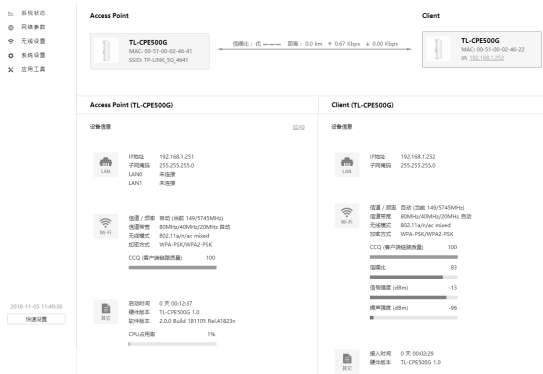 系统状态
网络参数
无线设置
系统设置
应用工具
2018-11-05 11:49:36
快速设置
Access Point
Client
TL-CPE500G
MAC: 00-51-00-02-46-41
SSID: TP-LINK_5G_4641
信噪比： 优 距离： 0.0 km ↑ 0.67 Kbps ↓ 0.00 Kbps
TL-CPE500G
MAC: 00-51-00-02-46-22
IP: 192.168.1.252
Access Point (TL-CPE500G)
设备信息
LAN
IP地址 192.168.1.251
子网掩码 255.255.255.0
LAN0 未连接
LAN1 未连接
Wi-Fi
信道 / 频率 自动 (当前 149/5745MHz)
信道带宽 80MHz/40MHz/20MHz 自动
无线模式 802.11a/n/ac mixed
加密方式 WPA-PSK/WPA2-PSK
CCQ (客户端链路质量) 100
其它
启动时间 0 天 00:12:37
硬件版本 TL-CPE500G 1.0
软件版本 2.0.0 Build 181105 Rel.41823n
CPU占用率 1%
Client (TL-CPE500G)
设备信息
LAN
IP地址 192.168.1.252
子网掩码 255.255.255.0
Wi-Fi
信道 / 频率 自动 (当前 149/5745MHz)
信道带宽 80MHz/40MHz/20MHz 自动
无线模式 802.11a/n/ac mixed
加密方式 WPA-PSK/WPA2-PSK
CCQ (客户端链路质量) 100
信噪比 83
信号强度 (dBm) -13
噪声强度 (dBm) -96
其它
接入时间 0 天 00:02:29
硬件版本 TL-CPE500G 1.0